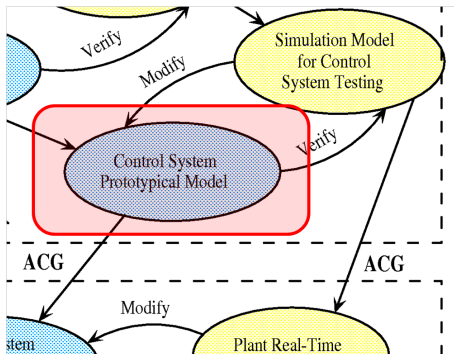 Verify
Simulation Model
for Control
System Testing
Modify
Control System
Prototypical Model
Verify
ACG
ACG
Modify
stem
Plant Real-Time